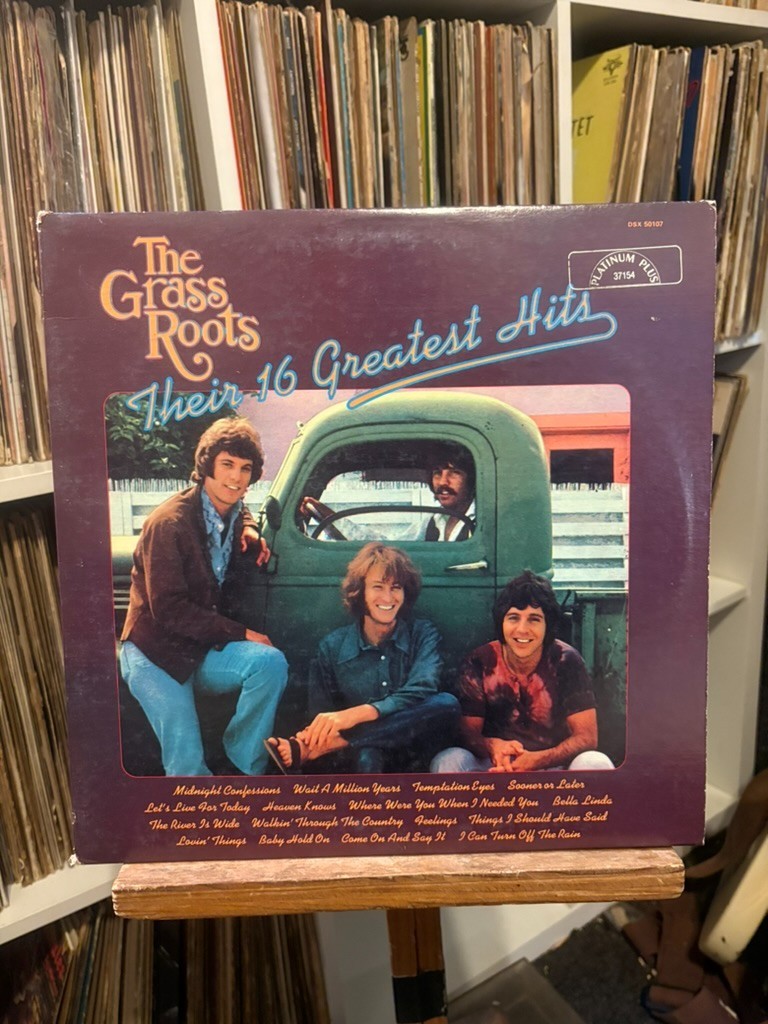 TET
DSX 50107
PLATINUM PLUS
37154
The
Grass
Roots
Their 16 Greatest Hits
Midnight Confessions Wait A Million Years Temptation Eyes Sooner or Later
Let's Live For Today Heaven Knows Where Were You When I Needed You Bella Linda
The River Is Wide Walkin' Through The Country Feelings Things I Should Have Said
Lovin' Things Baby Hold On Come On And Say It I Can Turn Off The Rain